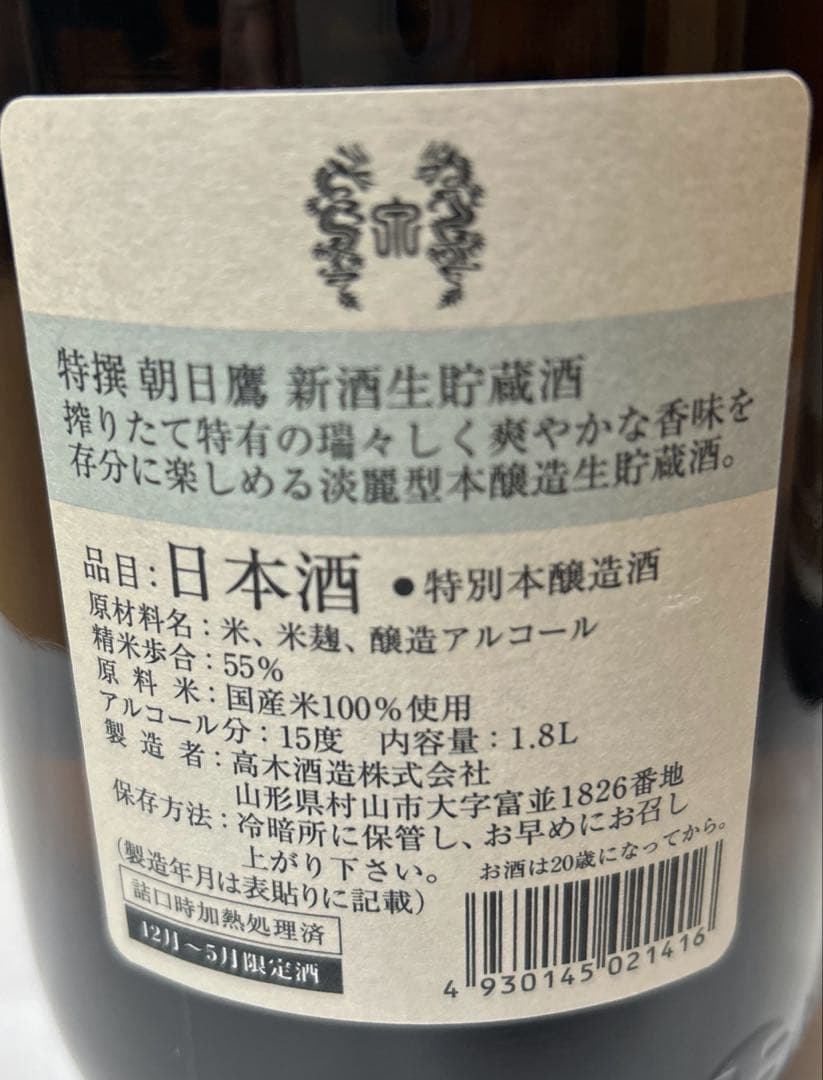 特撰 朝日鷹 新酒生貯蔵酒
搾りたて特有の瑞々しく爽やかな香味を
存分に楽しめる淡麗型本醸造生貯蔵酒。
品目：日本酒 ●特別本醸造酒
原材料名：米、米麹、醸造アルコール
精米歩合：55%
原料米：国産米100%使用
アルコール分：15度 内容量：1.8L
製造者：高木酒造株式会社
山形県村山市大字富並1826番地
保存方法：冷暗所に保管し、お早めにお召し
上がり下さい。
お酒は20歳になってから。
(製造年月は表貼りに記載)
詰口時加熱処理済
12月～5月限定酒
4 930145 021416